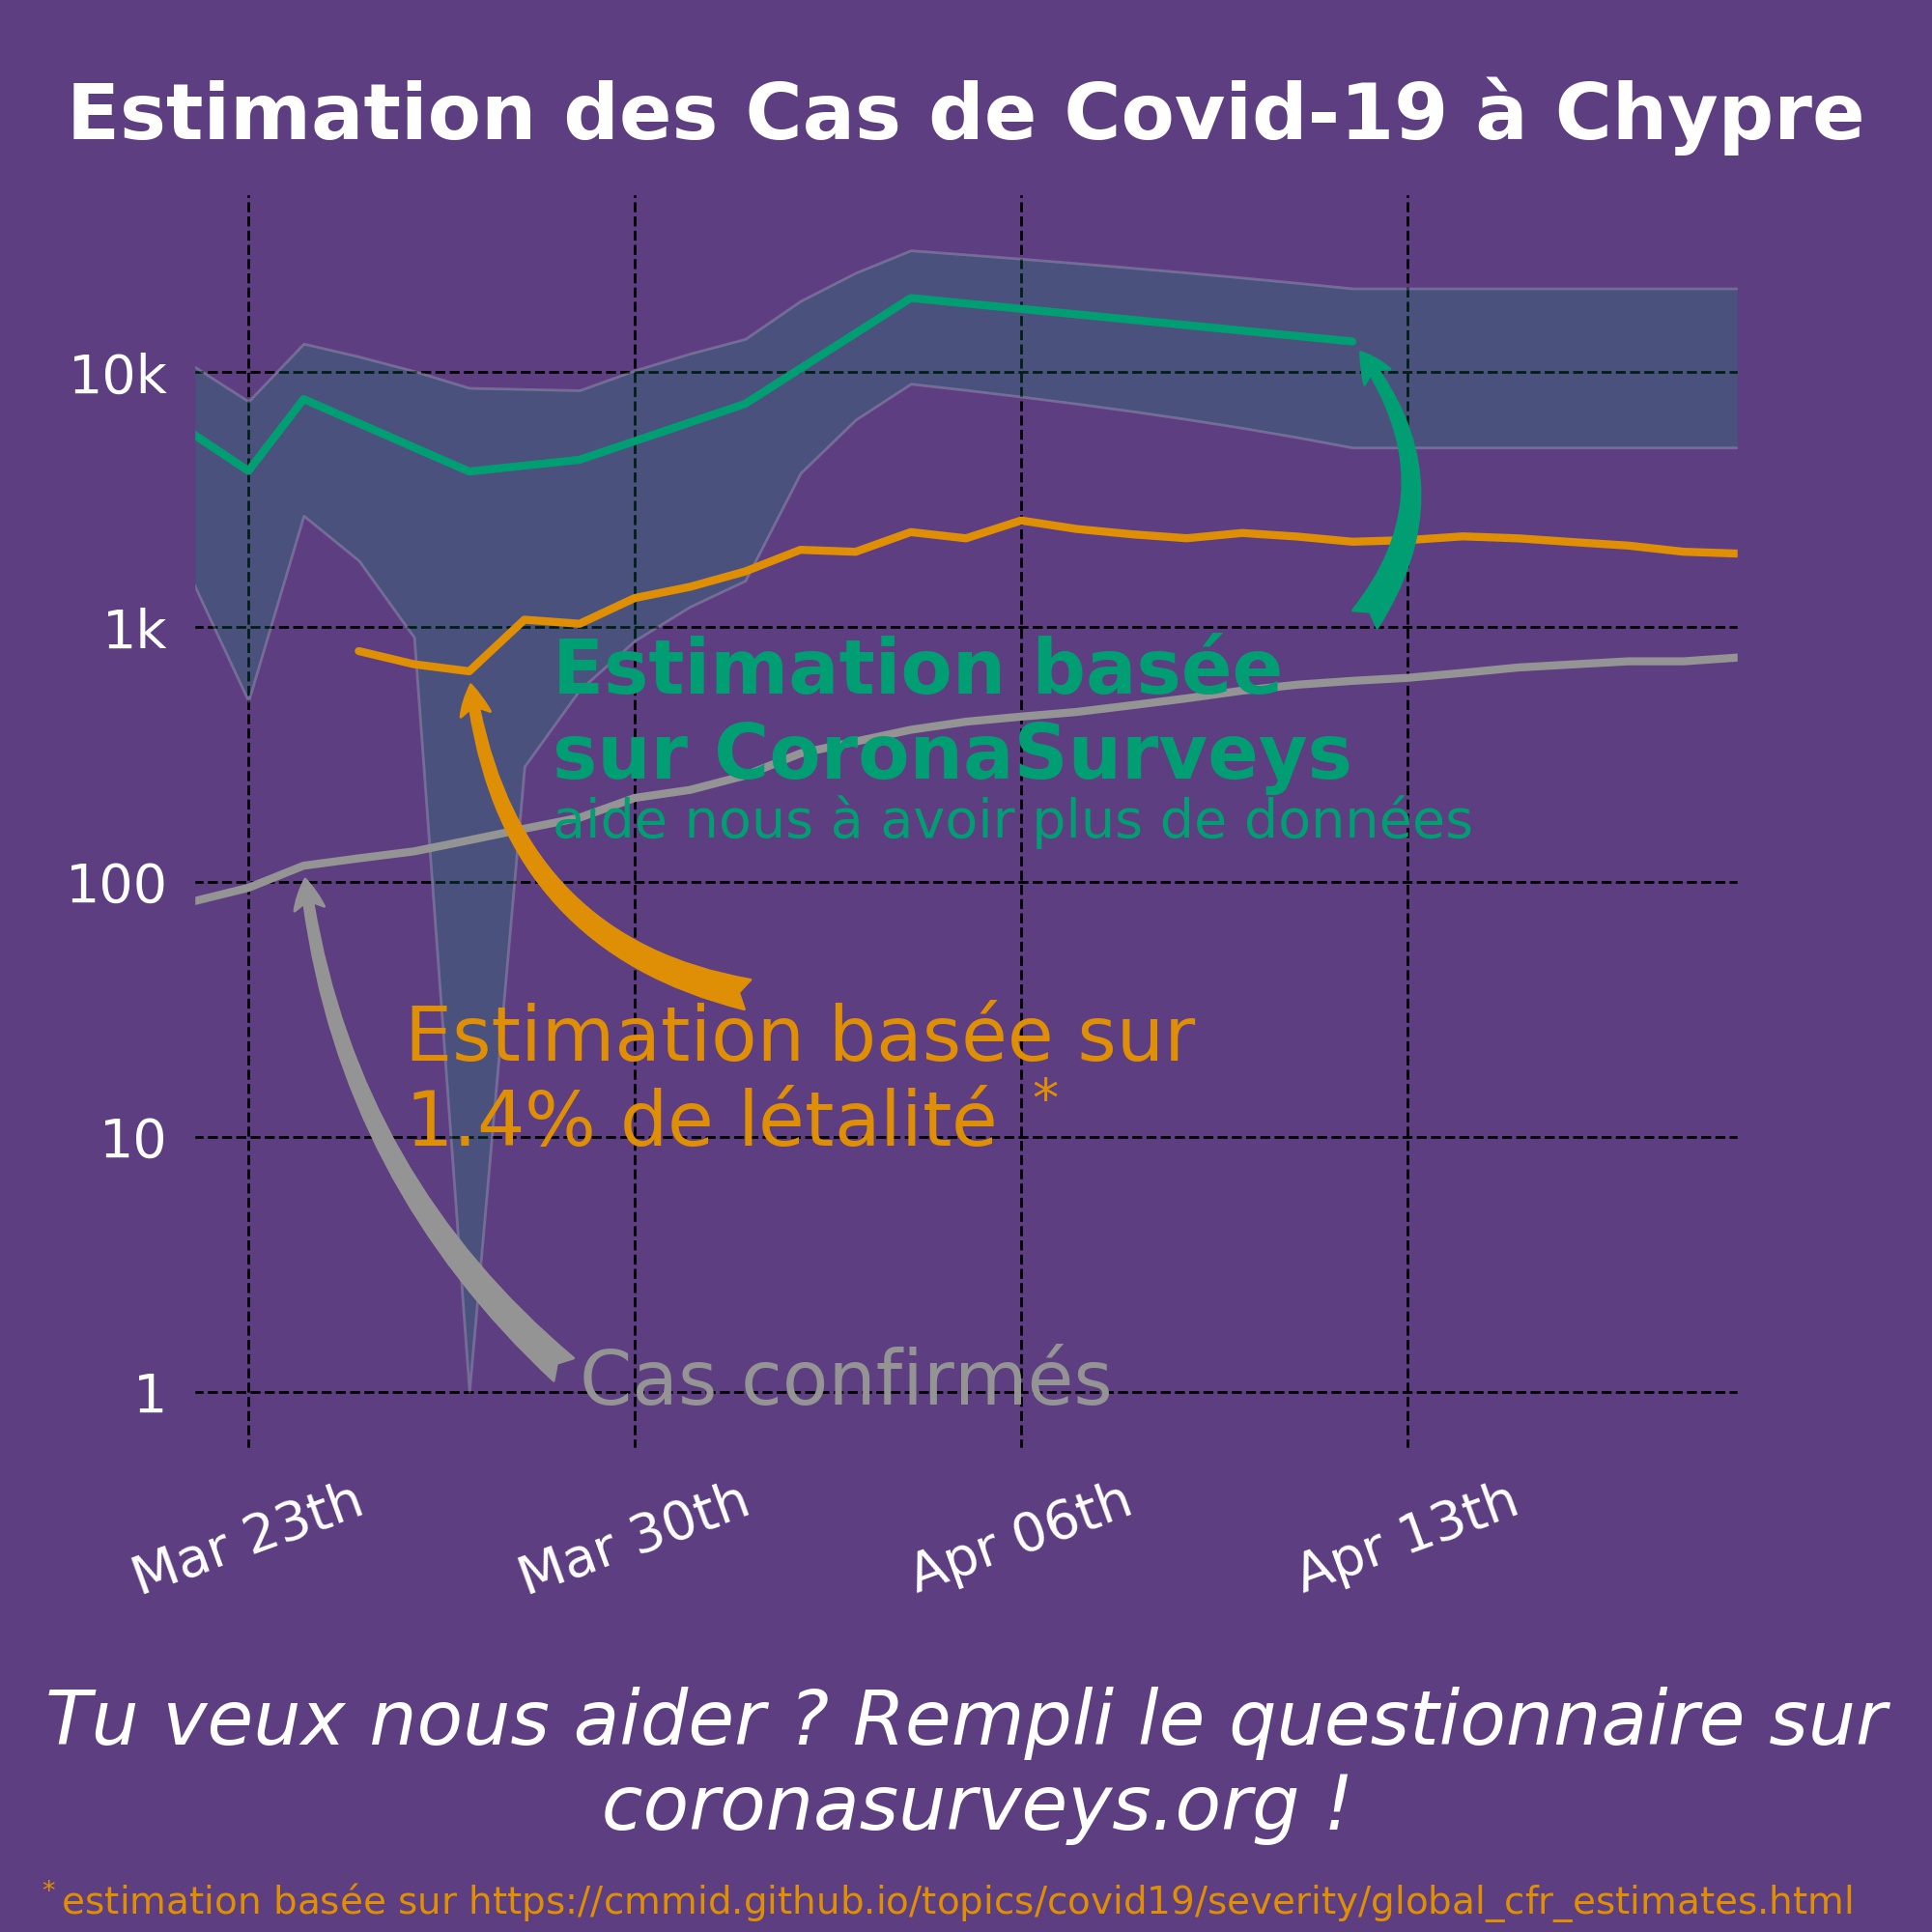 Estimation des Cas de Covid-19 à Chypre
10k
1k
100
10
1
Estimation basée
sur CoronaSurveys
aide nous à avoir plus de données
Estimation basée sur
1.4% de létalité *
Cas confirmés
Mar 23th
Mar 30th
Apr 06th
Apr 13th
Tu veux nous aider ? Rempli le questionnaire sur
coronasurveys.org !
* estimation basée sur https://cmmid.github.io/topics/covid19/severity/global_cfr_estimates.html